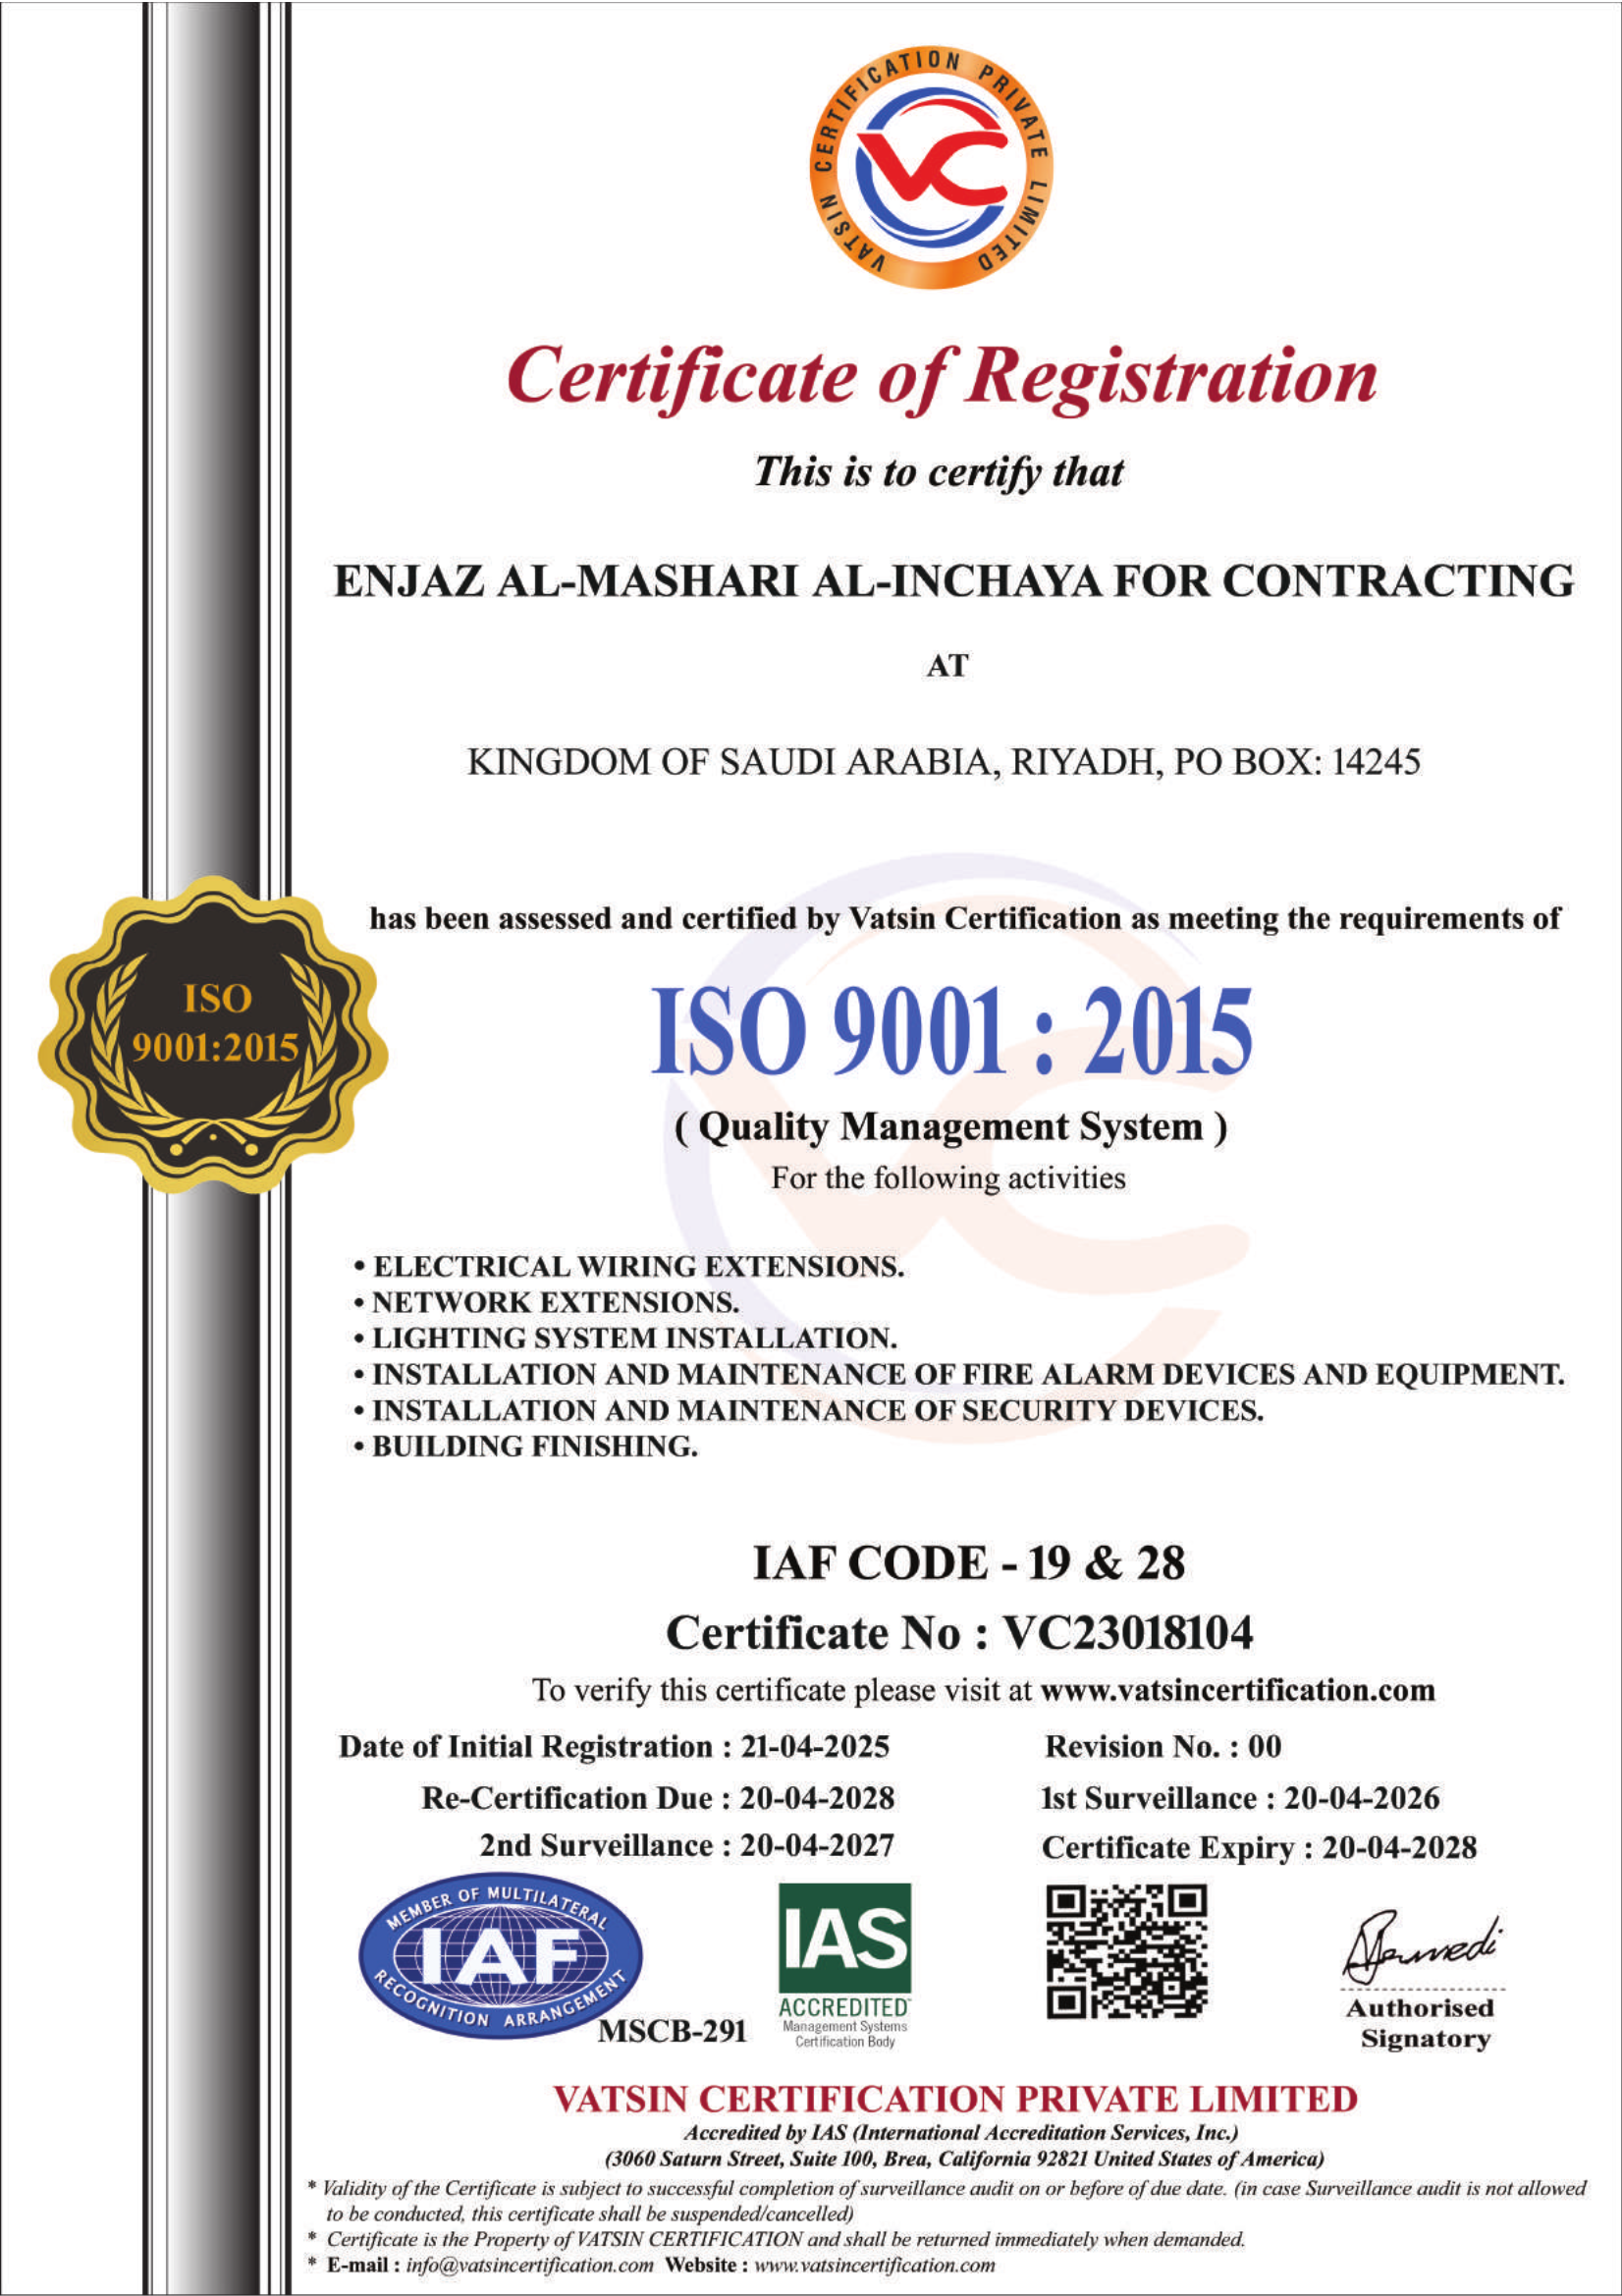 VATSIN CERTIFICATION PRIVATE LIMITED
VC
Certificate of Registration
This is to certify that
ENJAZ AL-MASHARI AL-INCHAYA FOR CONTRACTING
AT
KINGDOM OF SAUDI ARABIA, RIYADH, PO BOX: 14245
has been assessed and certified by Vatsin Certification as meeting the requirements of
ISO
9001:2015
ISO 9001 : 2015
( Quality Management System )
For the following activities
• ELECTRICAL WIRING EXTENSIONS.
• NETWORK EXTENSIONS.
• LIGHTING SYSTEM INSTALLATION.
• INSTALLATION AND MAINTENANCE OF FIRE ALARM DEVICES AND EQUIPMENT.
• INSTALLATION AND MAINTENANCE OF SECURITY DEVICES.
• BUILDING FINISHING.
IAF CODE - 19 & 28
Certificate No : VC23018104
To verify this certificate please visit at www.vatsincertification.com
Date of Initial Registration : 21-04-2025
Revision No. : 00
Re-Certification Due : 20-04-2028
1st Surveillance : 20-04-2026
2nd Surveillance : 20-04-2027
Certificate Expiry : 20-04-2028
MEMBER OF MULTILATERAL
IAF
RECOGNITION ARRANGEMENT
MSCB-291
IAS
ACCREDITED
Management Systems
Certification Body
Authorised
Signatory
VATSIN CERTIFICATION PRIVATE LIMITED
Accredited by IAS (International Accreditation Services, Inc.)
(3060 Saturn Street, Suite 100, Brea, California 92821 United States of America)
* Validity of the Certificate is subject to successful completion of surveillance audit on or before of due date. (in case Surveillance audit is not allowed
to be conducted, this certificate shall be suspended/cancelled)
* Certificate is the Property of VATSIN CERTIFICATION and shall be returned immediately when demanded.
* E-mail : info@vatsincertification.com Website : www.vatsincertification.com